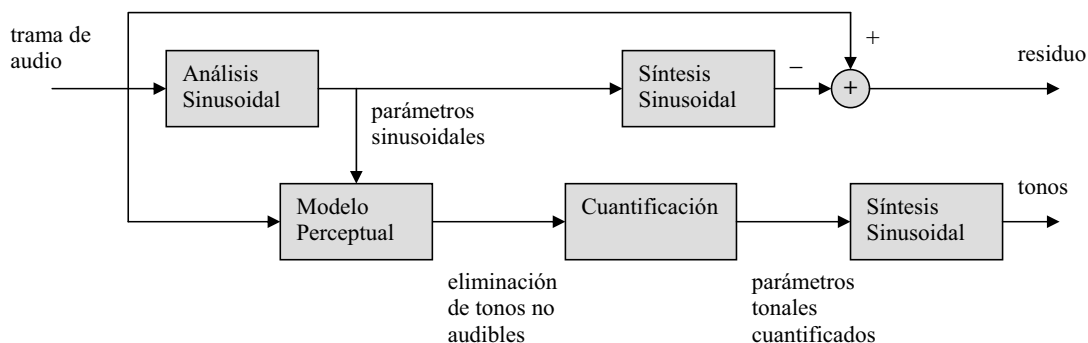 trama de
audio
+
residuo
Análisis
Sinusoidal
Síntesis
Sinusoidal
−
+
parámetros
sinusoidales
tonos
Modelo
Perceptual
Cuantificación
Síntesis
Sinusoidal
eliminación
de tonos no
audibles
parámetros
tonales
cuantificados